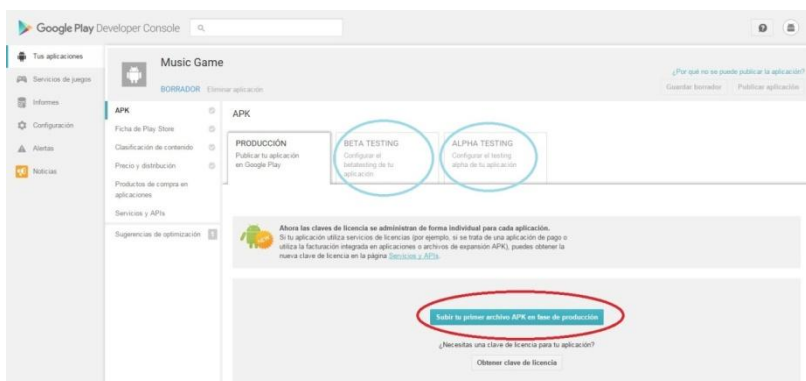 Google Play Developer Console
Tus aplicaciones
Servicios de juegos
Informes
Configuración
Alertas
Noticias
Music Game
BORRADOR Eliminar aplicación
¿Por qué no se puede publicar la aplicación?
Guardar borrador Publicar aplicación
APK
Ficha de Play Store
Clasificación de contenido
Precio y distribución
Productos de compra en
aplicaciones
Servicios y APIs
Sugerencias de optimización
APK
PRODUCCIÓN
Publicar tu aplicación
en Google Play
BETA TESTING
Configurar el
betatesting de tu
aplicación
ALPHA TESTING
Configurar el testing
alpha de tu aplicación
Ahora las claves de licencia se administran de forma individual para cada aplicación.
Si tu aplicación utiliza servicios de licencias (por ejemplo, si se trata de una aplicación de pago o
utiliza la facturación integrada en aplicaciones o archivos de expansión APK), puedes obtener la
nueva clave de licencia en la página Servicios y APIs.
Subir tu primer archivo APK en fase de producción
¿Necesitas una clave de licencia para tu aplicación?
Obtener clave de licencia